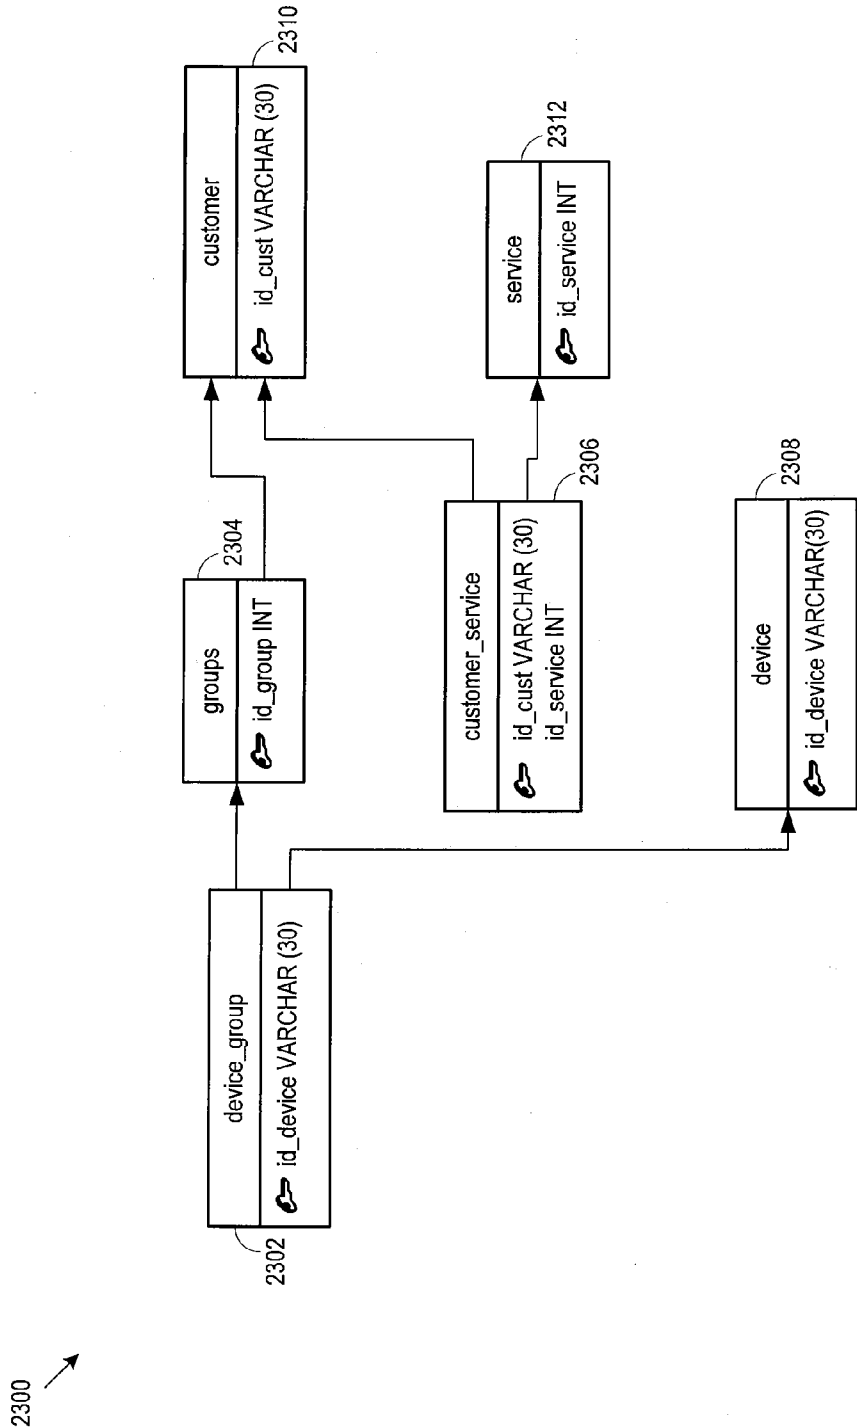 2300
device_group
id_device VARCHAR (30)
2302
groups
id_group INT
2304
customer
id_cust VARCHAR (30)
2310
customer_service
id_cust VARCHAR (30)
id_service INT
2306
service
id_service INT
2312
device
id_device VARCHAR(30)
2308